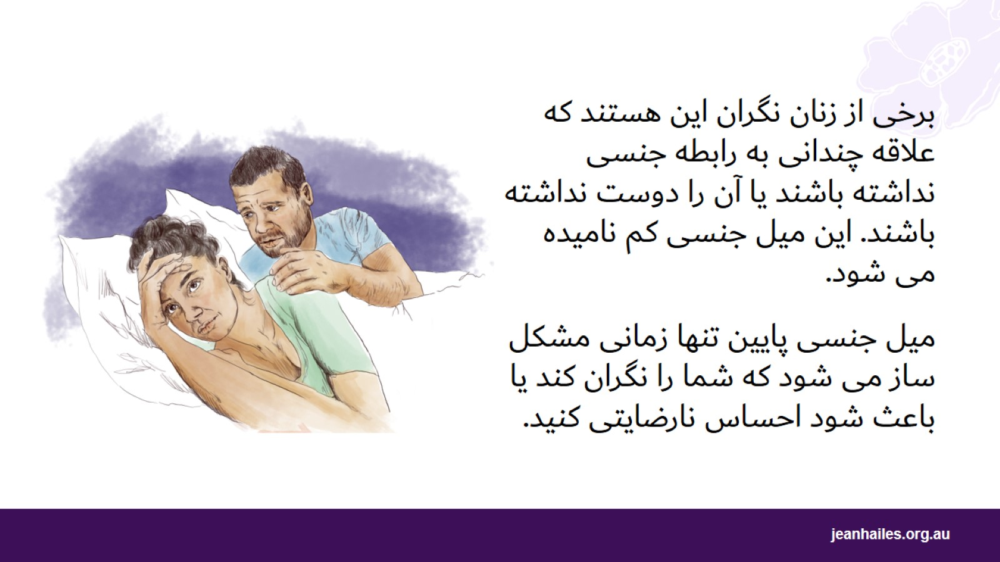 برخی از زنان نگران این هستند که
علاقه چندانی به رابطه جنسی
نداشته باشند یا آن را دوست نداشته
باشند. این میل جنسی کم نامیده
می شود.
میل جنسی پایین تنها زمانی مشکل
ساز می شود که شما را نگران کند یا
باعث شود احساس نارضایتی کنید.
jeanhailes.org.au